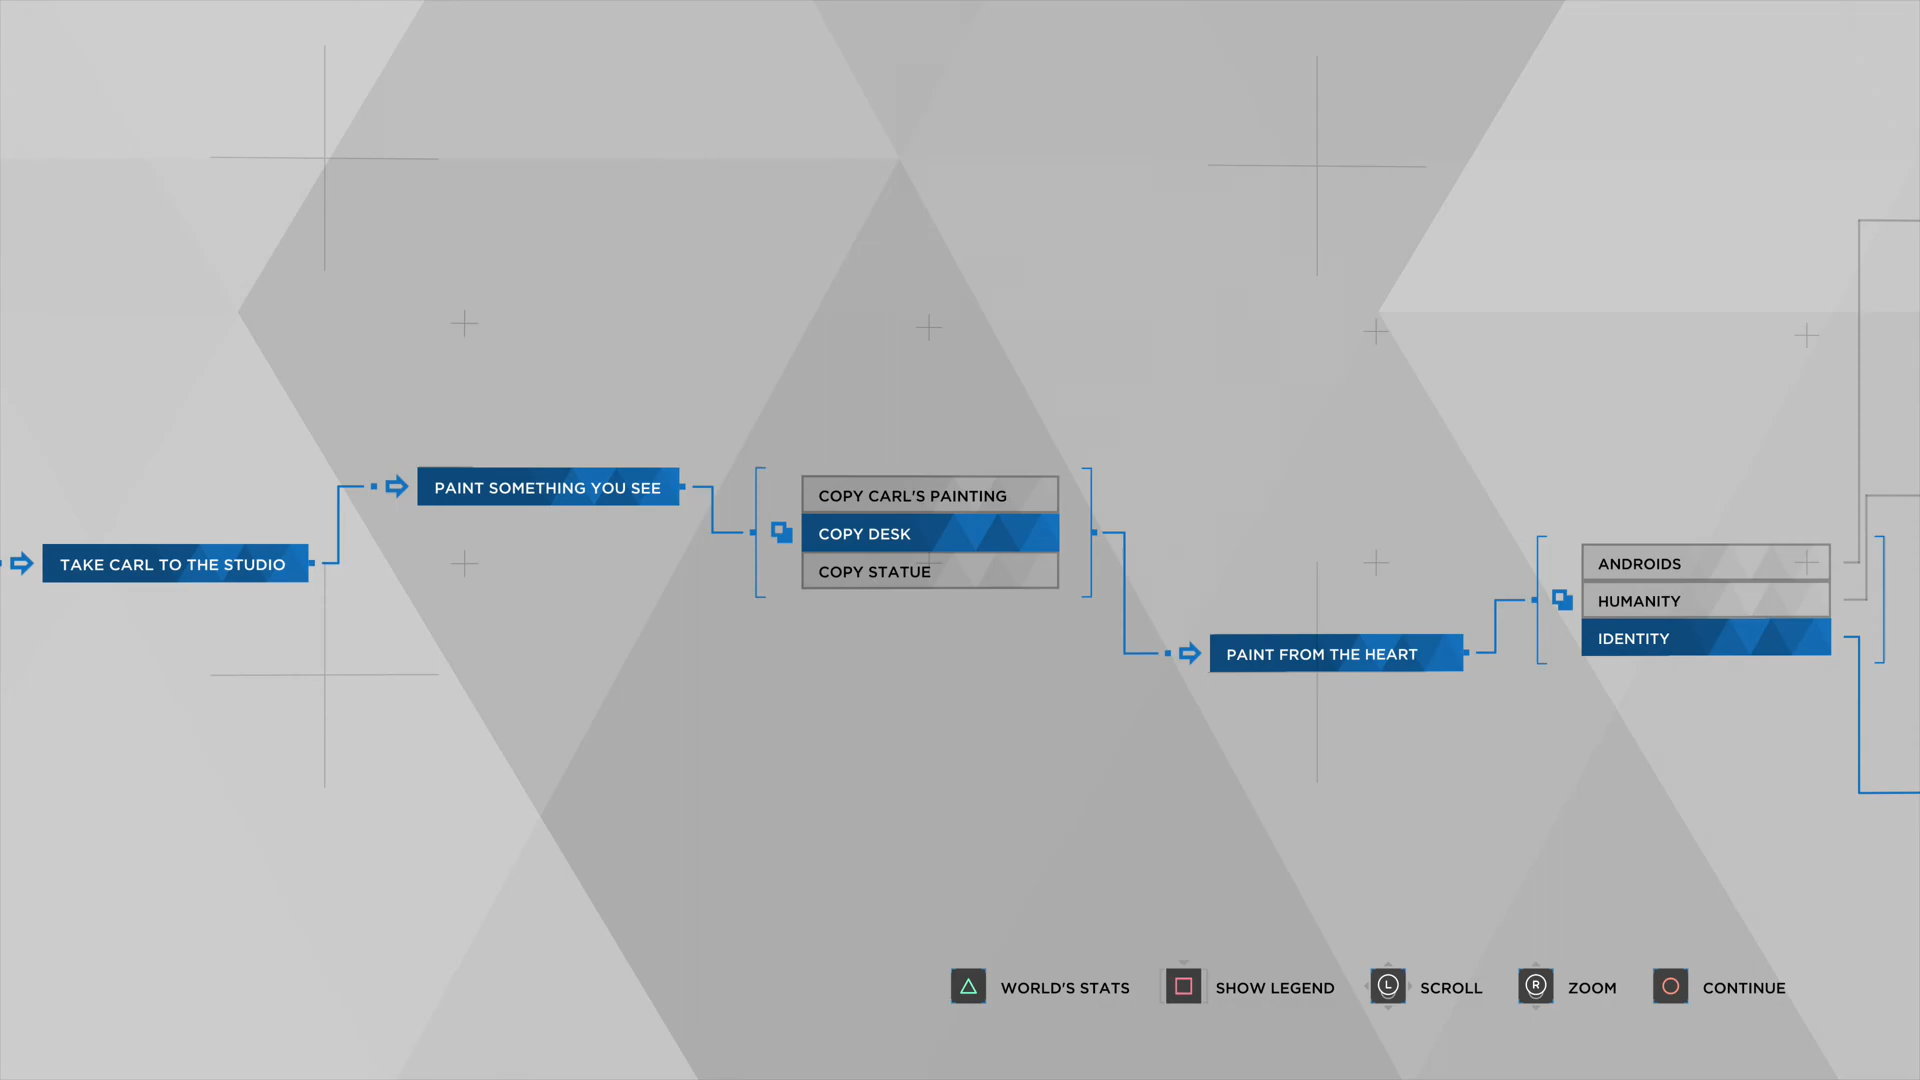 TAKE CARL TO THE STUDIO
PAINT SOMETHING YOU SEE
COPY CARL'S PAINTING
COPY DESK
COPY STATUE
PAINT FROM THE HEART
ANDROIDS
HUMANITY
IDENTITY
WORLD'S STATS
SHOW LEGEND
L
SCROLL
R
ZOOM
CONTINUE